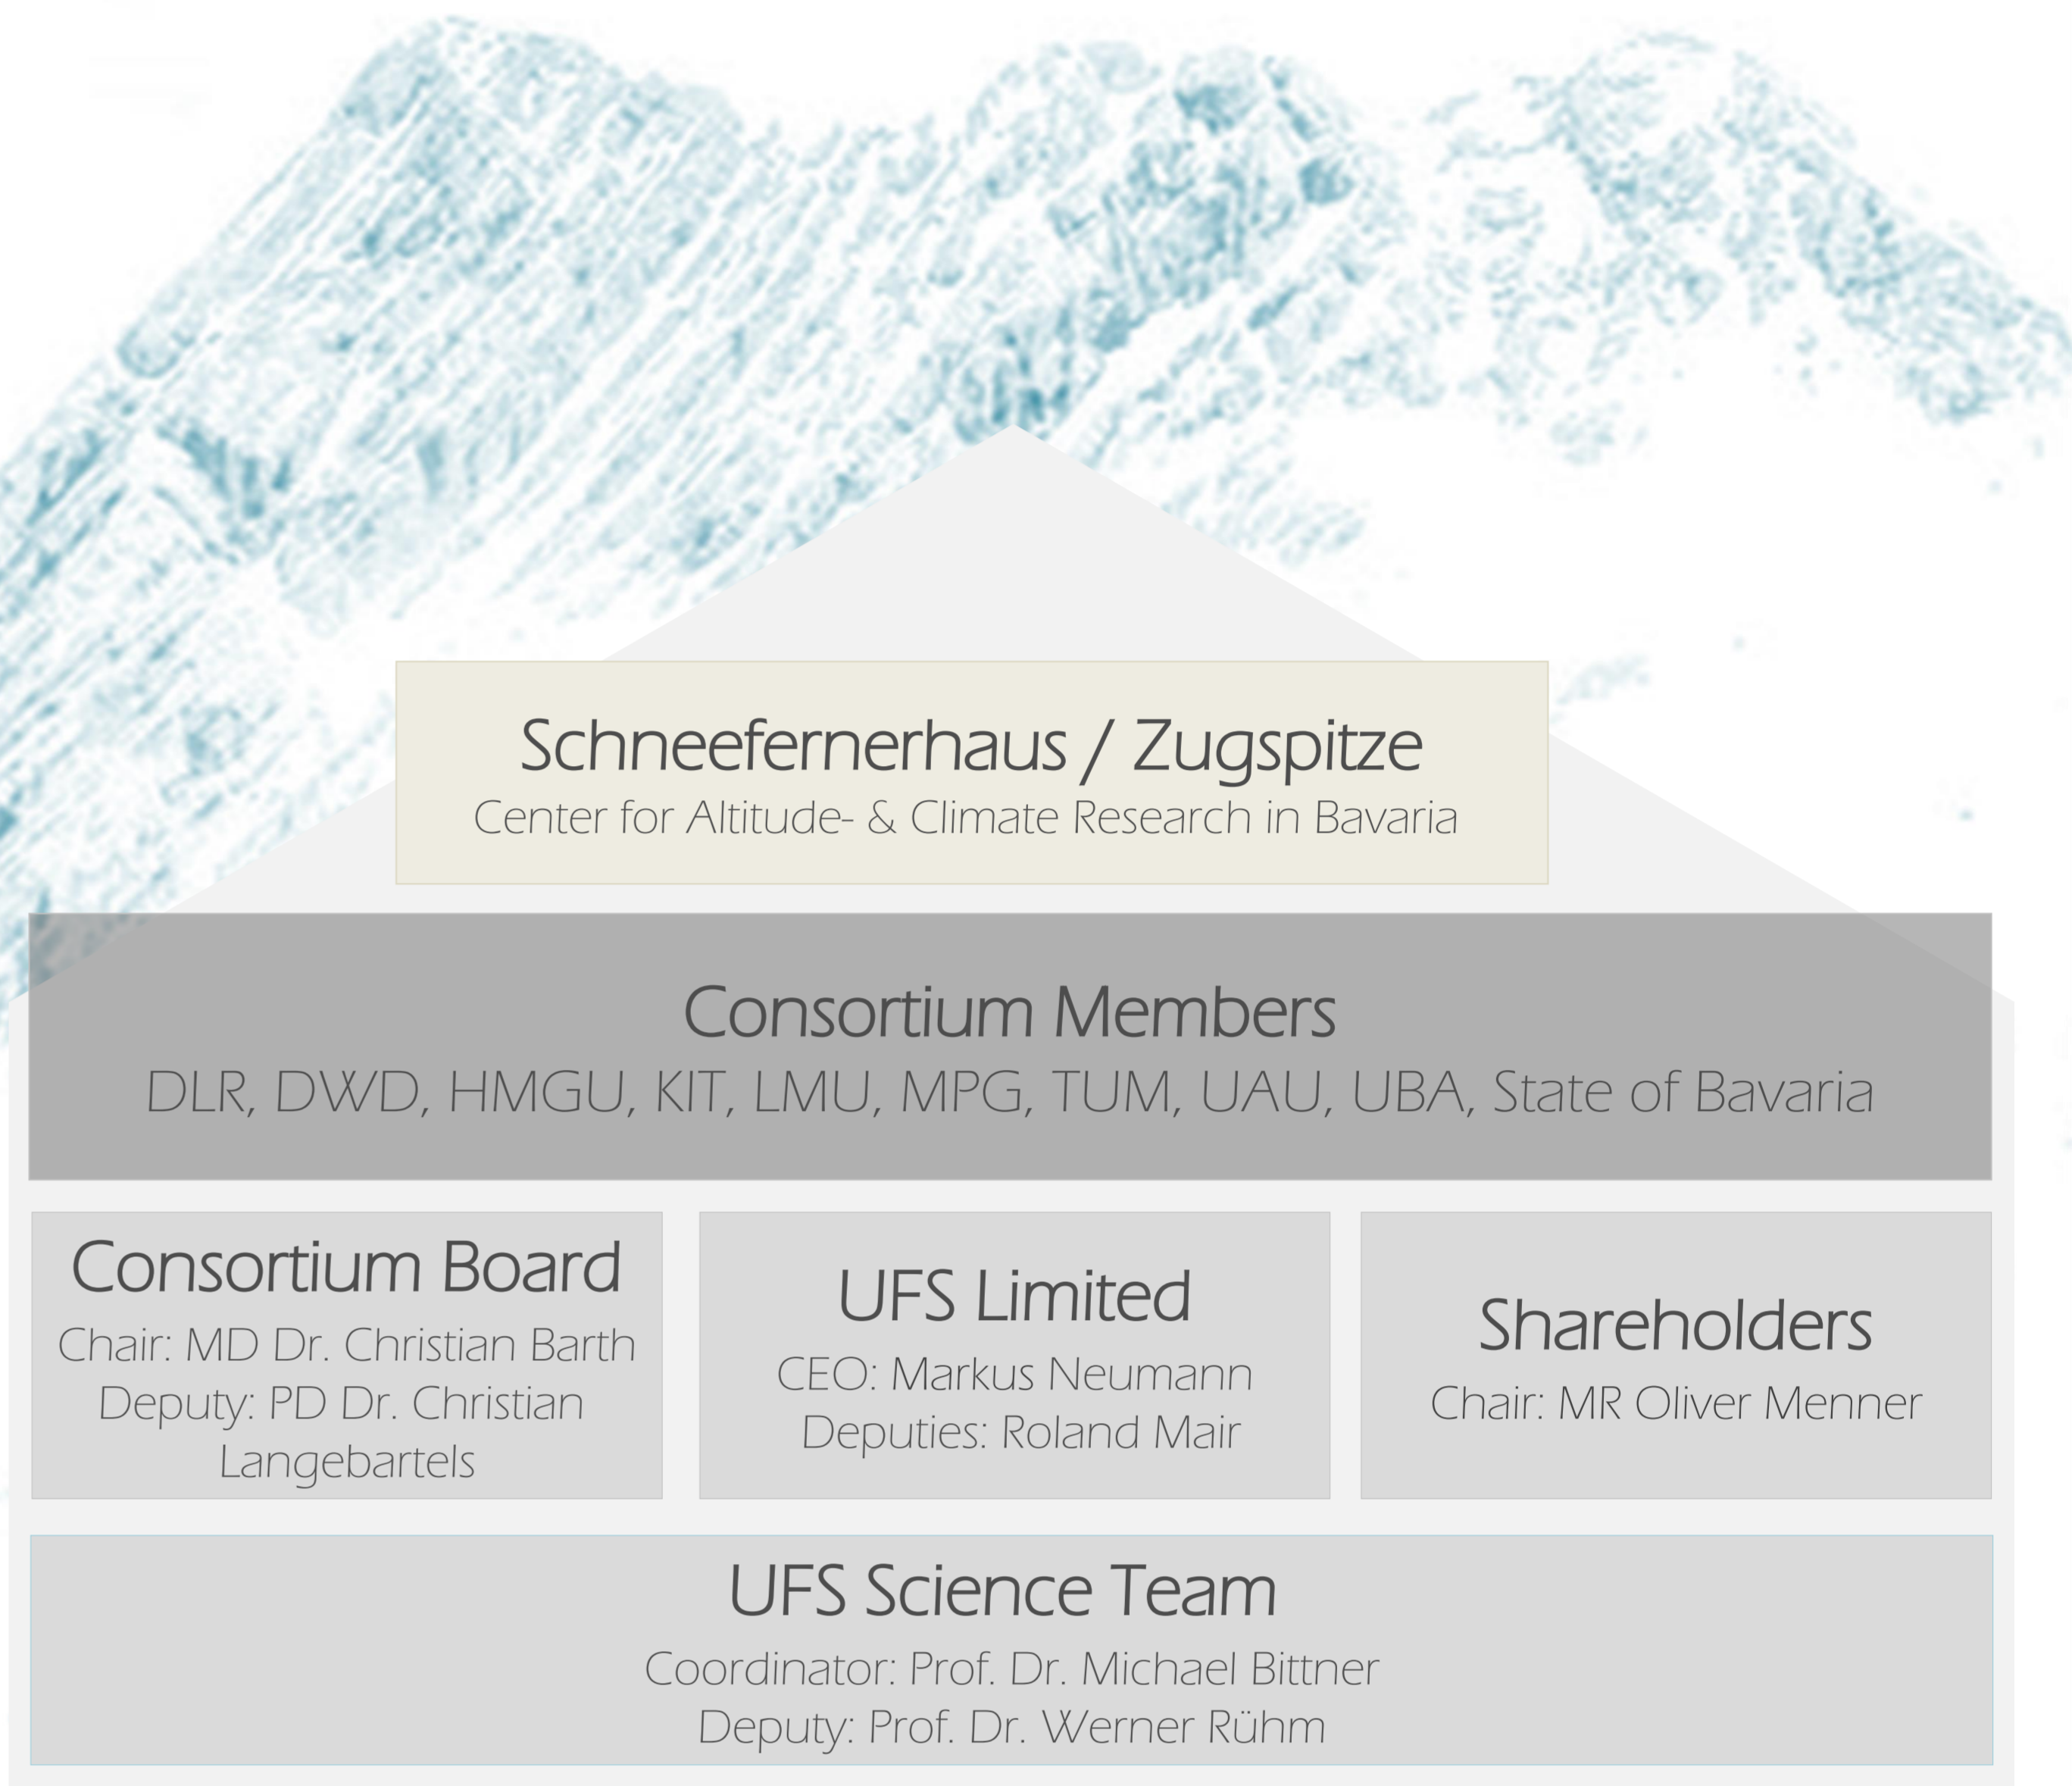 Schneefernerhaus / Zugspitze
Center for Altitude- & Climate Research in Bavaria
Consortium Members
DLR, DWD, HMGU, KIT, LMU, MPG, TUM, UAU, UBA, State of Bavaria
Consortium Board
Chair: MD Dr. Christian Barth
Deputy: PD Dr. Christian
Langebartels
UFS Limited
CEO: Markus Neumann
Deputies: Roland Mair
Shareholders
Chair: MR Oliver Menner
UFS Science Team
Coordinator: Prof. Dr. Michael Bittner
Deputy: Prof. Dr. Werner Rühm